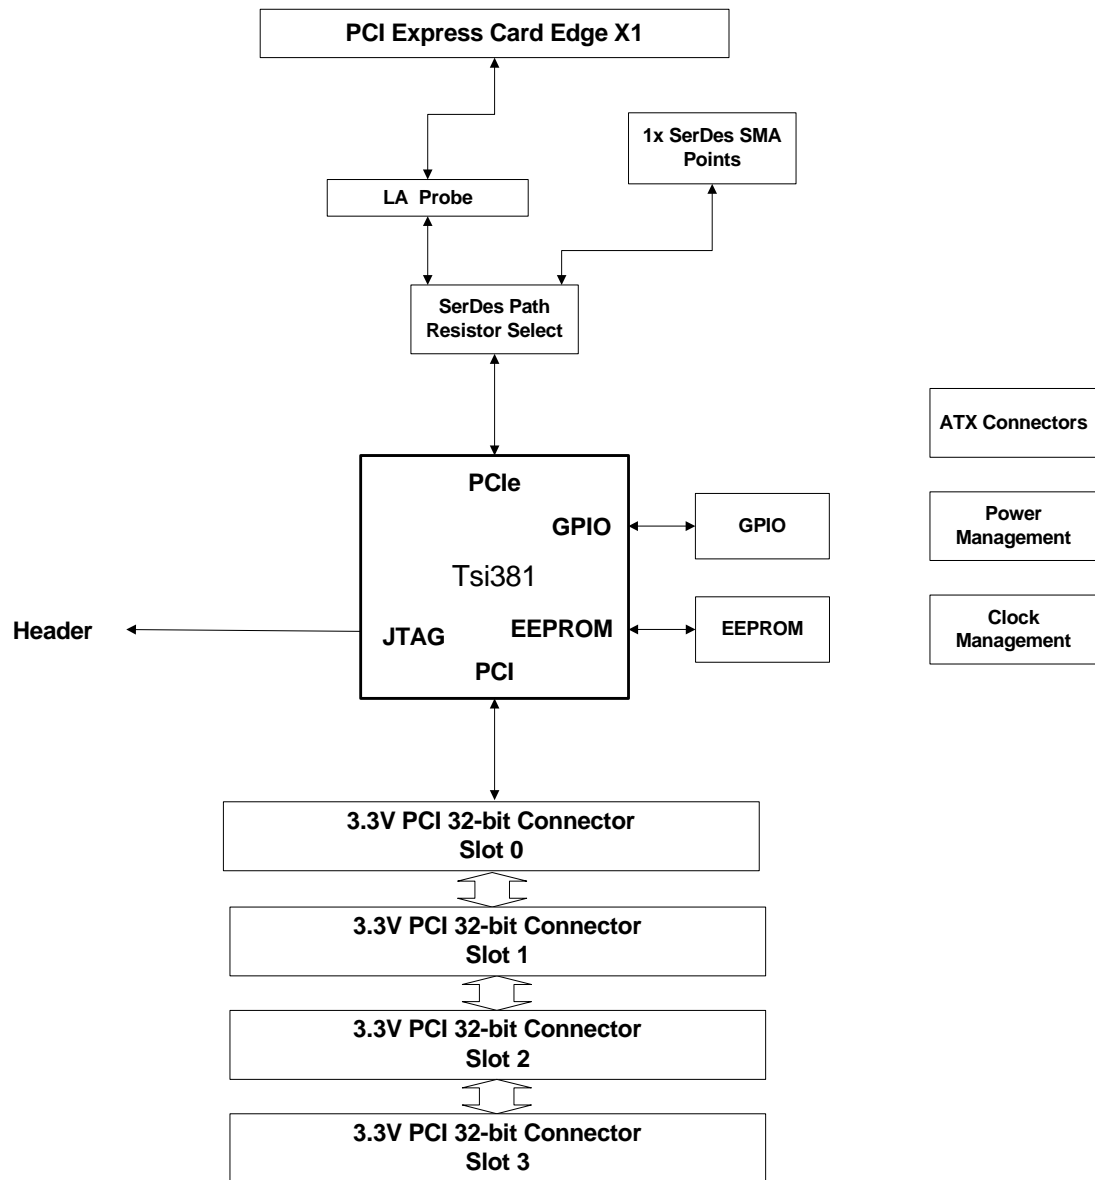 PCI Express Card Edge X1
1x SerDes SMA
Points
LA Probe
SerDes Path
Resistor Select
ATX Connectors
PCIe
GPIO
GPIO
Power
Management
Tsi381
Header
JTAG
EEPROM
EEPROM
Clock
Management
PCI
3.3V PCI 32-bit Connector
Slot 0
3.3V PCI 32-bit Connector
Slot 1
3.3V PCI 32-bit Connector
Slot 2
3.3V PCI 32-bit Connector
Slot 3